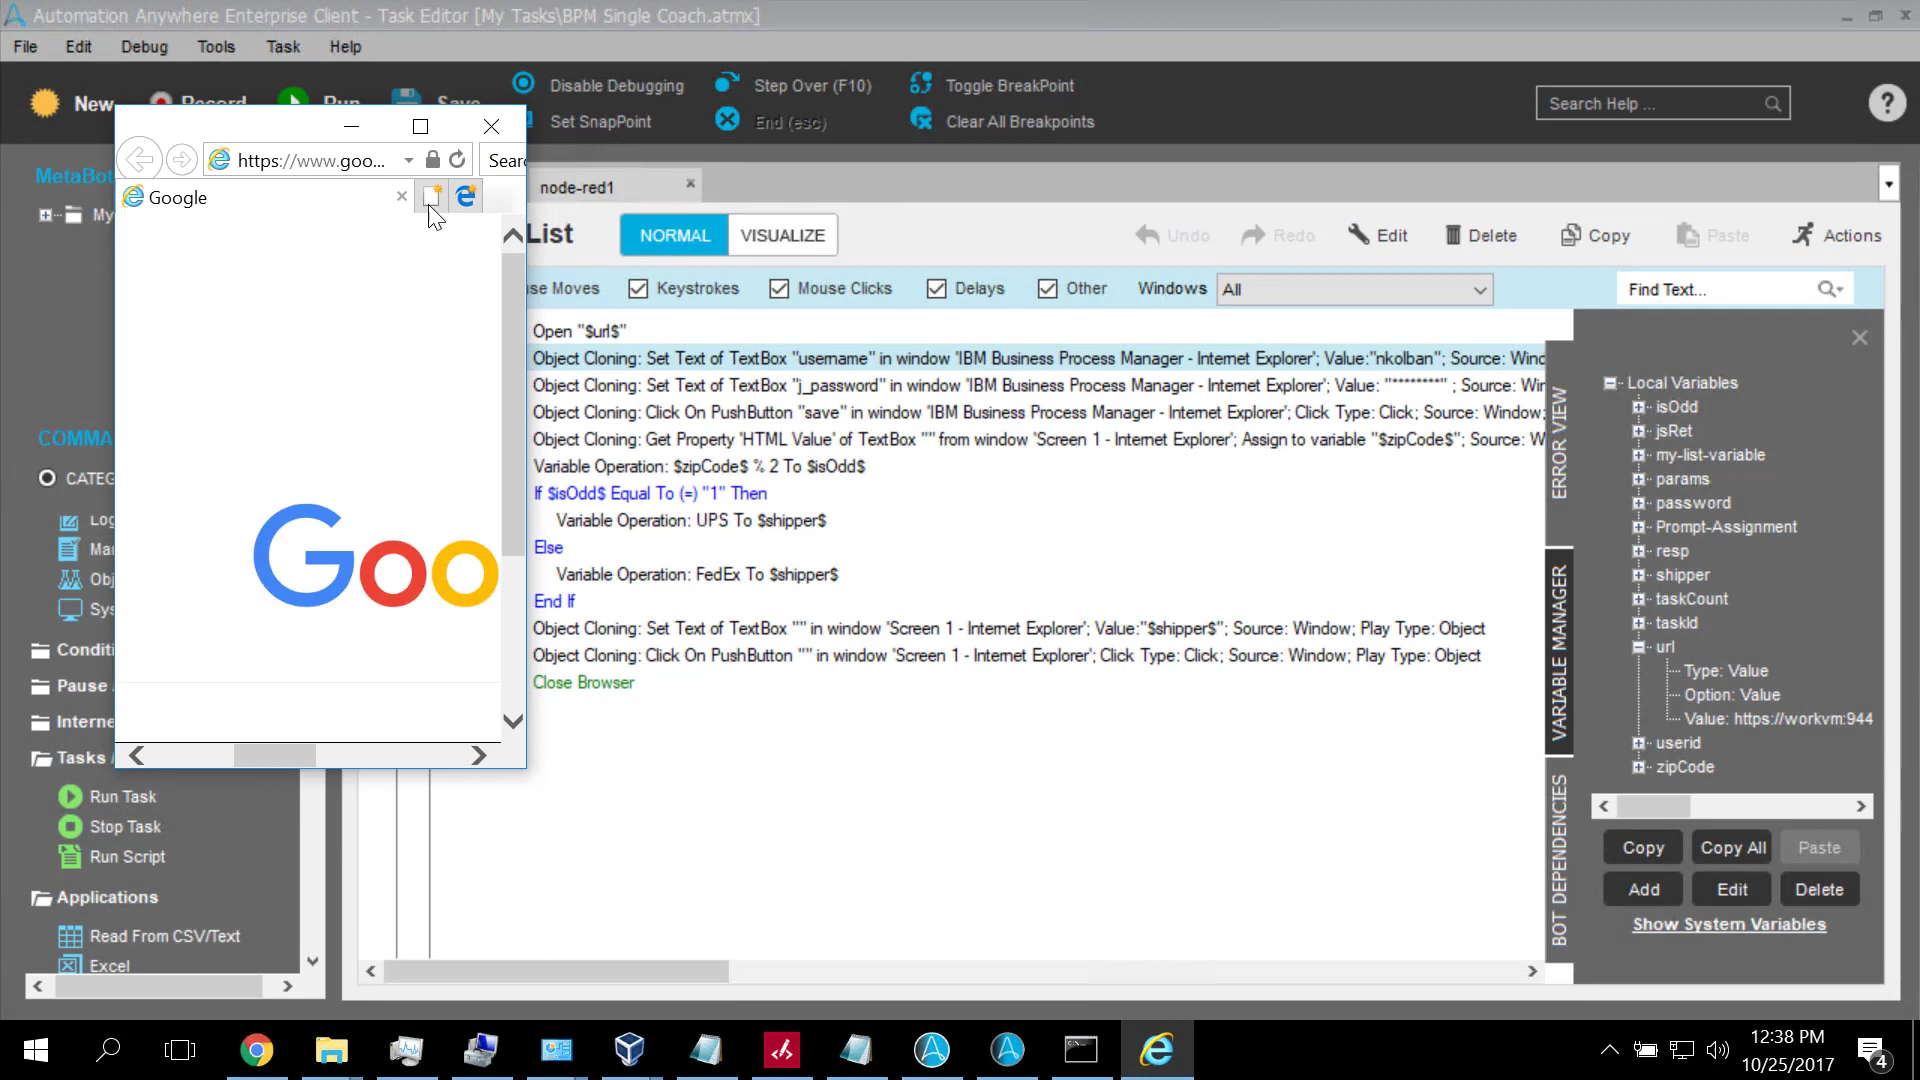 Automation Anywhere Enterprise Client - Task Editor [My Tasks\BPM Single Coach.atmx]
File Edit Debug Tools Task Help
New Record Run Save
Disable Debugging Step Over (F10) Toggle BreakPoint
Set SnapPoint End (esc) Clear All Breakpoints
Search Help ...
https://www.goo...
Google
Goo
node-red1
List NORMAL VISUALIZE Undo Redo Edit Delete Copy Paste Actions
Moves Keystrokes Mouse Clicks Delays Other Windows All Find Text...
Open "$url$"
Object Cloning: Set Text of TextBox "username" in window 'IBM Business Process Manager - Internet Explorer'; Value:"nkolban"; Source: Wind
Object Cloning: Set Text of TextBox "j_password" in window 'IBM Business Process Manager - Internet Explorer'; Value: "********" ; Source: Win
Object Cloning: Click On PushButton "save" in window 'IBM Business Process Manager - Internet Explorer'; Click Type: Click; Source: Window;
Object Cloning: Get Property 'HTML Value' of TextBox "" from window 'Screen 1 - Internet Explorer'; Assign to variable "$zipCode$"; Source: W
Variable Operation: $zipCode$ % 2 To $isOdd$
If $isOdd$ Equal To (=) "1" Then
Variable Operation: UPS To $shipper$
Else
Variable Operation: FedEx To $shipper$
End If
Object Cloning: Set Text of TextBox "" in window 'Screen 1 - Internet Explorer'; Value:"$shipper$"; Source: Window; Play Type: Object
Object Cloning: Click On PushButton "" in window 'Screen 1 - Internet Explorer'; Click Type: Click; Source: Window; Play Type: Object
Close Browser
ERROR VIEW
VARIABLE MANAGER
BOT DEPENDENCIES
Local Variables
isOdd
jsRet
my-list-variable
params
password
Prompt-Assignment
resp
shipper
taskCount
taskId
url
Type: Value
Option: Value
Value: https://workvm:944
userid
zipCode
Copy Copy All Paste
Add Edit Delete
Show System Variables
MetaBot
My
COMMA
CATEG
Log
Mar
Obj
Sys
Conditi
Pause
Interne
Tasks /
Run Task
Stop Task
Run Script
Applications
Read From CSV/Text
Excel
12:38 PM
10/25/2017
4